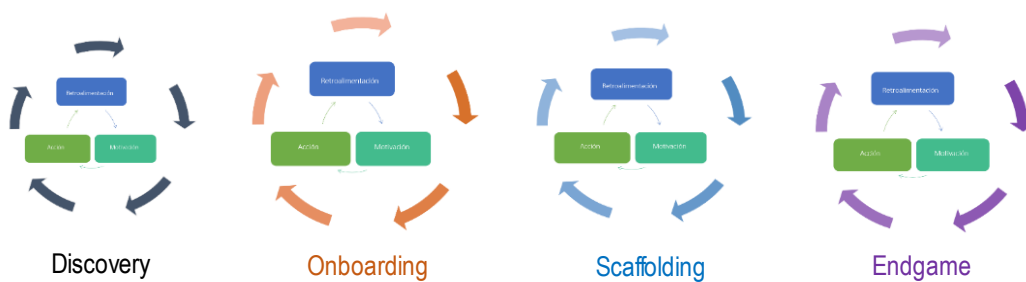 Retroalimentación
Acción
Motivación
Discovery
Retroalimentación
Acción
Motivación
Onboarding
Retroalimentación
Acción
Motivación
Scaffolding
Retroalimentación
Acción
Motivación
Endgame